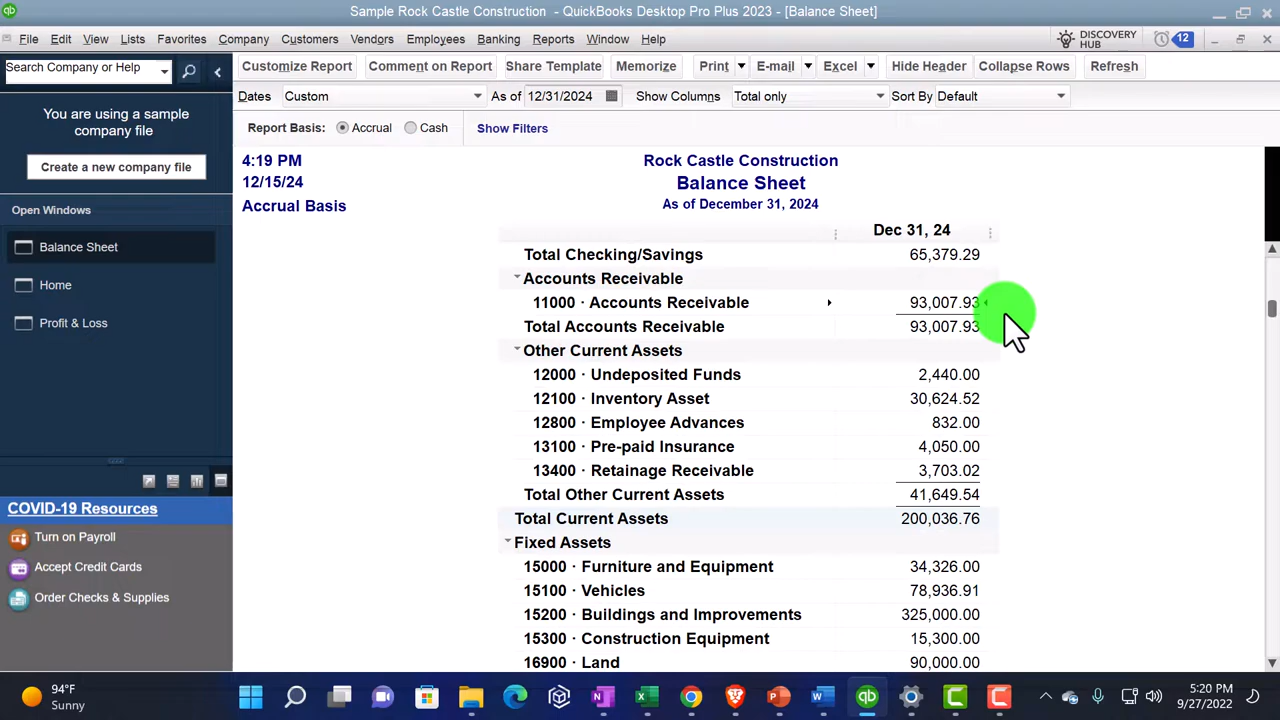 Sample Rock Castle Construction - QuickBooks Desktop Pro Plus 2023 - [Balance Sheet]
File Edit View Lists Favorites Company Customers Vendors Employees Banking Reports Window Help
DISCOVERY HUB 12
Search Company or Help
Customize Report Comment on Report Share Template Memorize Print E-mail Excel Hide Header Collapse Rows Refresh
Dates Custom As of 12/31/2024 Show Columns Total only Sort By Default
Report Basis: Accrual Cash Show Filters
You are using a sample
company file
Create a new company file
Open Windows
Balance Sheet
Home
Profit & Loss
COVID-19 Resources
Turn on Payroll
Accept Credit Cards
Order Checks & Supplies
4:19 PM
12/15/24
Accrual Basis
Rock Castle Construction
Balance Sheet
As of December 31, 2024
Dec 31, 24
Total Checking/Savings 65,379.29
Accounts Receivable
11000 · Accounts Receivable 93,007.93
Total Accounts Receivable 93,007.93
Other Current Assets
12000 · Undeposited Funds 2,440.00
12100 · Inventory Asset 30,624.52
12800 · Employee Advances 832.00
13100 · Pre-paid Insurance 4,050.00
13400 · Retainage Receivable 3,703.02
Total Other Current Assets 41,649.54
Total Current Assets 200,036.76
Fixed Assets
15000 · Furniture and Equipment 34,326.00
15100 · Vehicles 78,936.91
15200 · Buildings and Improvements 325,000.00
15300 · Construction Equipment 15,300.00
16900 · Land 90,000.00
94°F
Sunny
5:20 PM
9/27/2022